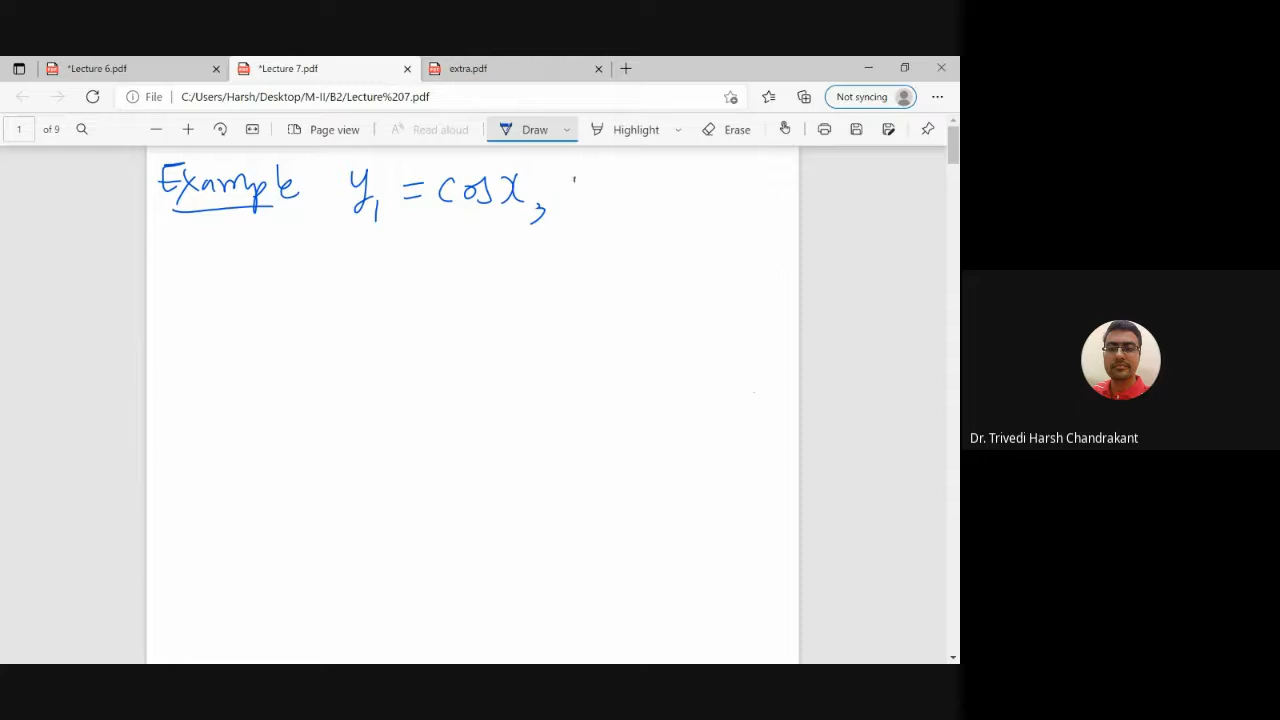 *Lecture 6.pdf
*Lecture 7.pdf
extra.pdf
File
C:/Users/Harsh/Desktop/M-II/B2/Lecture%207.pdf
Not syncing
1 of 9
Page view
Read aloud
Draw
Highlight
Erase
Example y₁ = cos x,
Dr. Trivedi Harsh Chandrakant